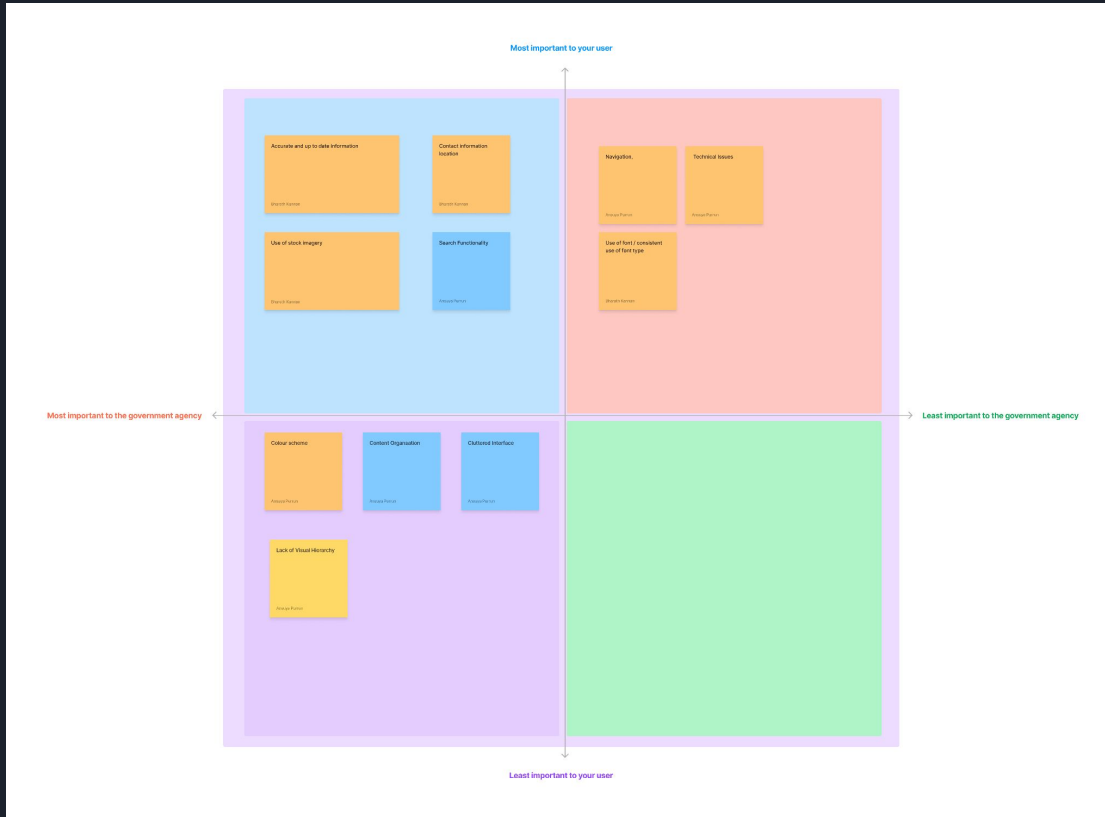 Most important to your user
Accurate and up to date information
Contact information
location
Use of stock imagery
Search Functionality
Navigation,
Technical Issues
Use of font / consistent
use of font type
Most important to the government agency
Least important to the government agency
Colour scheme
Content Organsation
Cluttered Interface
Lack of Visual Hierarchy
Least important to your user